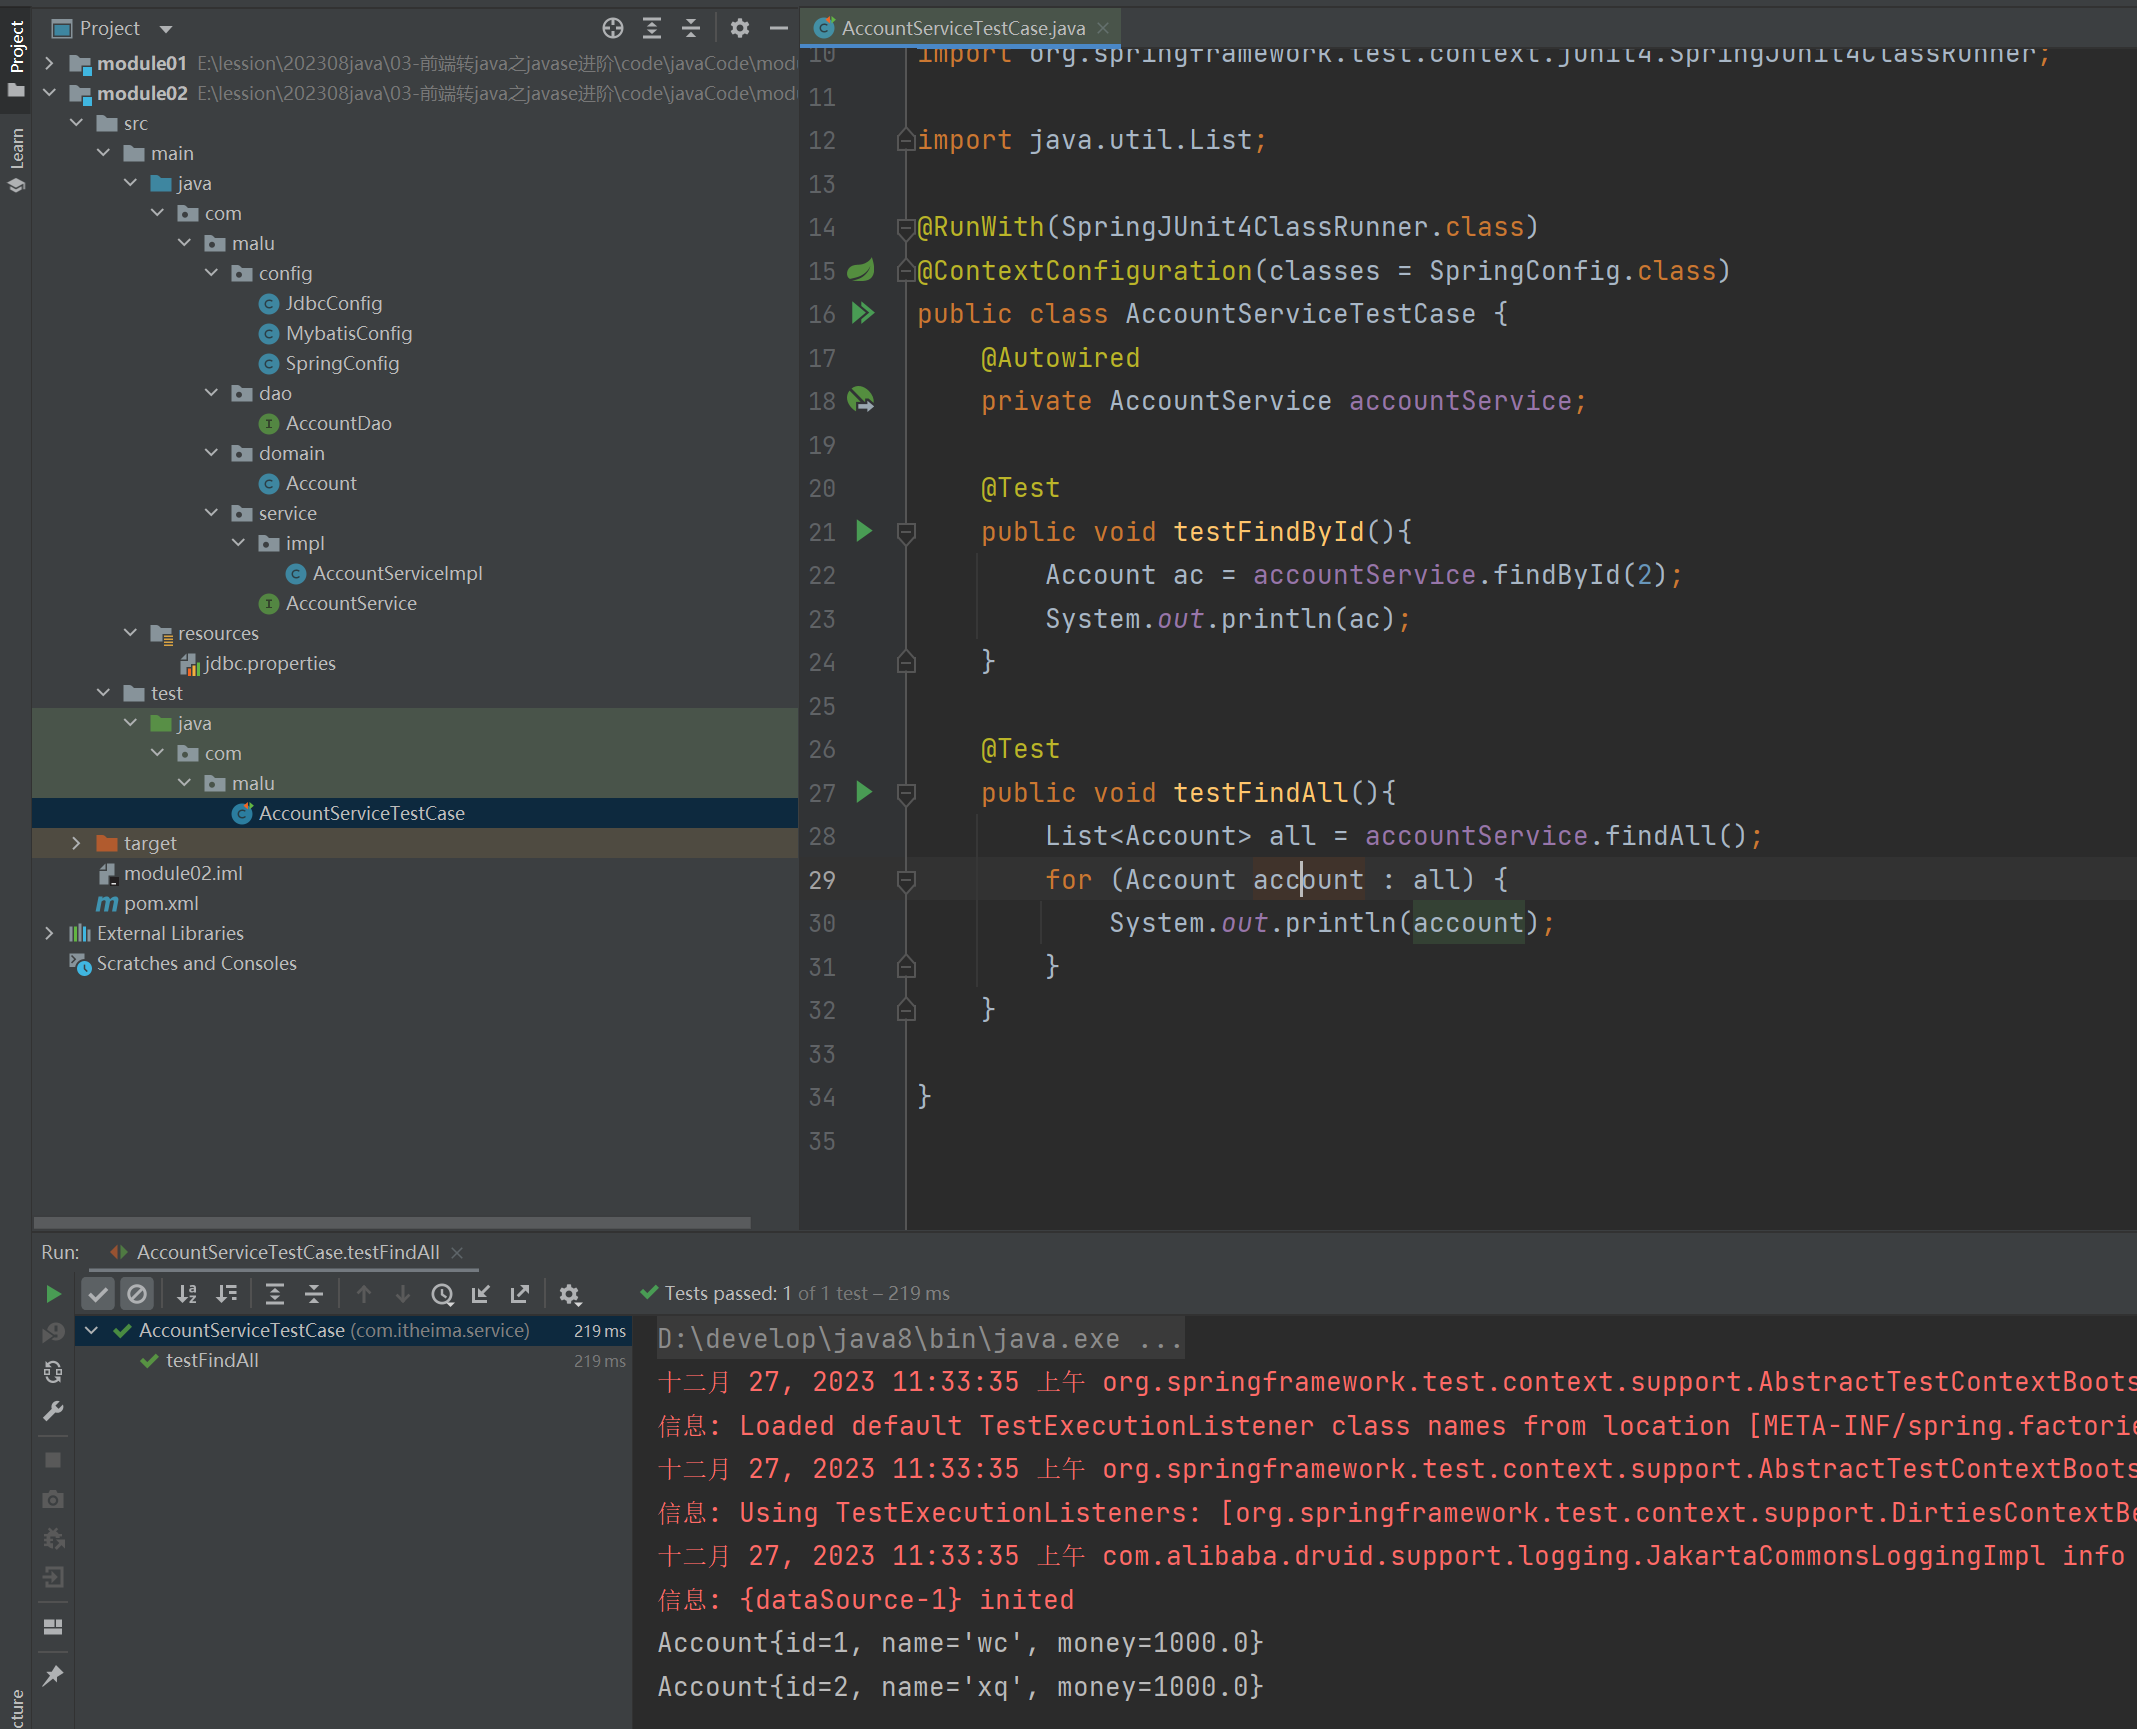 Project
module01 E:\lession\202308java\03-前端转java之javase进阶\code\javaCode\mod
module02 E:\lession\202308java\03-前端转java之javase进阶\code\javaCode\mod
src
main
java
com
malu
config
JdbcConfig
MybatisConfig
SpringConfig
dao
AccountDao
domain
Account
service
impl
AccountServiceImpl
AccountService
resources
jdbc.properties
test
java
com
malu
AccountServiceTestCase
target
module02.iml
pom.xml
External Libraries
Scratches and Consoles
Project
Learn
cture
AccountServiceTestCase.java
10 import org.springframework.test.context.junit4.SpringJUnit4ClassRunner;
11
12 import java.util.List;
13
14 @RunWith(SpringJUnit4ClassRunner.class)
15 @ContextConfiguration(classes = SpringConfig.class)
16 public class AccountServiceTestCase {
17 @Autowired
18 private AccountService accountService;
19
20 @Test
21 public void testFindById(){
22 Account ac = accountService.findById(2);
23 System.out.println(ac);
24 }
25
26 @Test
27 public void testFindAll(){
28 List<Account> all = accountService.findAll();
29 for (Account account : all) {
30 System.out.println(account);
31 }
32 }
33
34 }
35
Run: AccountServiceTestCase.testFindAll
Tests passed: 1 of 1 test – 219 ms
AccountServiceTestCase (com.itheima.service) 219 ms
testFindAll 219 ms
D:\develop\java8\bin\java.exe ...
十二月 27, 2023 11:33:35 上午 org.springframework.test.context.support.AbstractTestContextBoots
信息: Loaded default TestExecutionListener class names from location [META-INF/spring.factorie
十二月 27, 2023 11:33:35 上午 org.springframework.test.context.support.AbstractTestContextBoots
信息: Using TestExecutionListeners: [org.springframework.test.context.support.DirtiesContextBe
十二月 27, 2023 11:33:35 上午 com.alibaba.druid.support.logging.JakartaCommonsLoggingImpl info
信息: {dataSource-1} inited
Account{id=1, name='wc', money=1000.0}
Account{id=2, name='xq', money=1000.0}